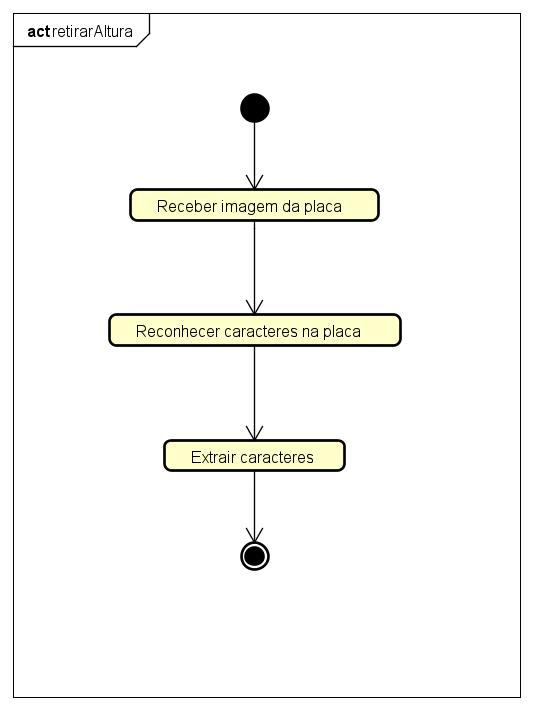 act retirarAltura
Receber imagem da placa
Reconhecer caracteres na placa
Extrair caracteres